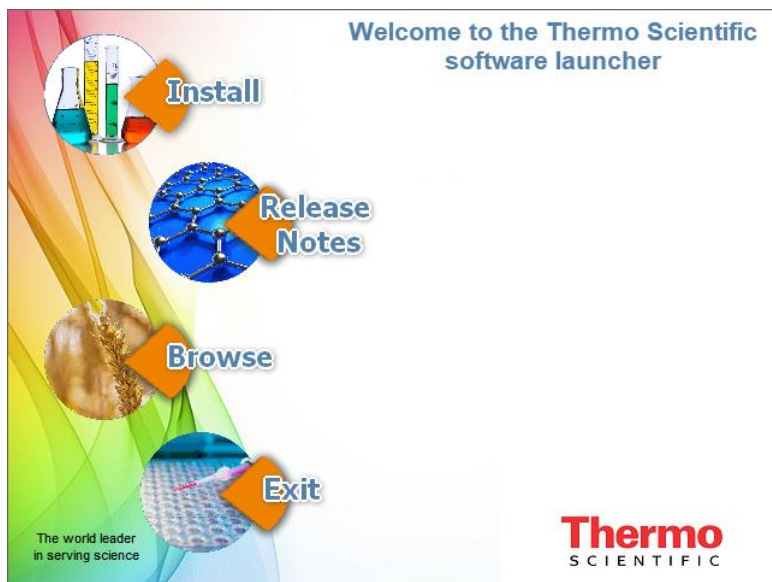 Welcome to the Thermo Scientific
software launcher
Install
Release
Notes
Browse
Exit
The world leader
in serving science
Thermo
SCIENTIFIC